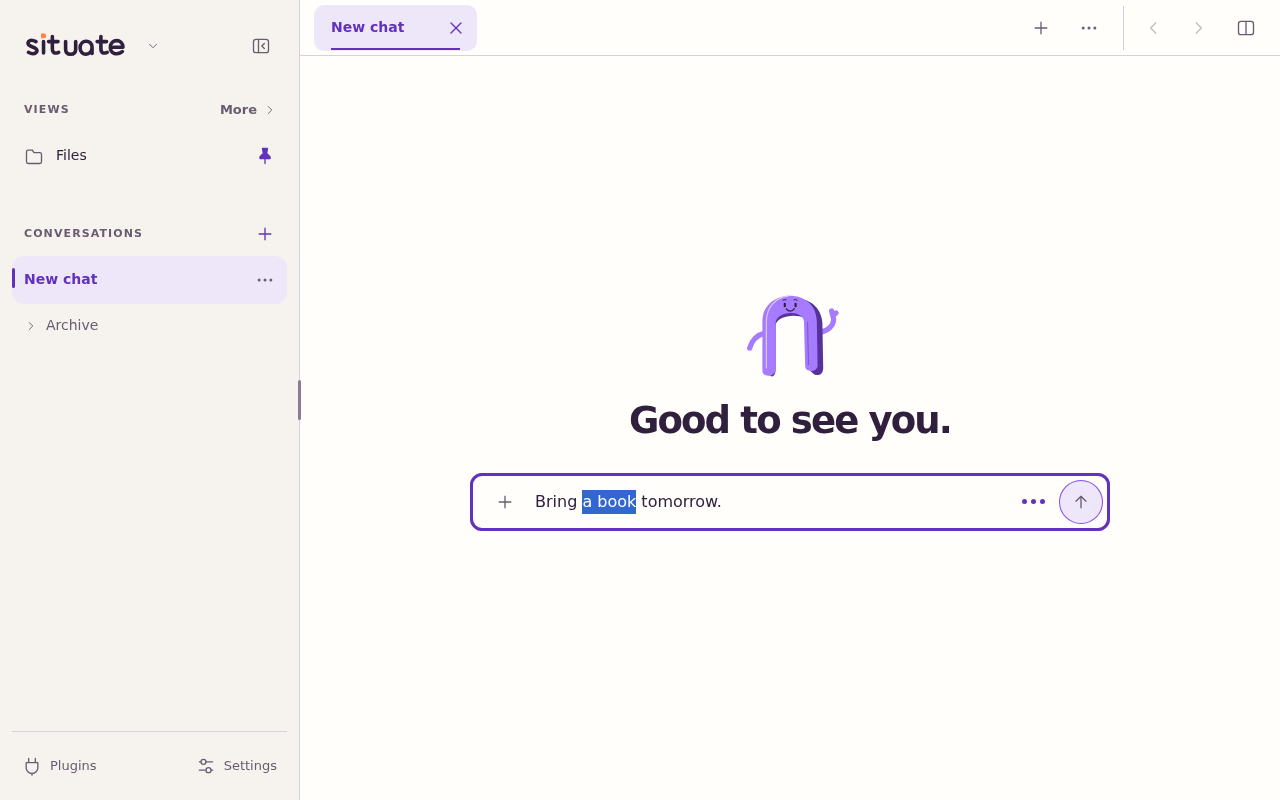 situate
VIEWS
More
Files
CONVERSATIONS
New chat
Archive
Plugins
Settings
New chat
Good to see you.
Bring a book tomorrow.